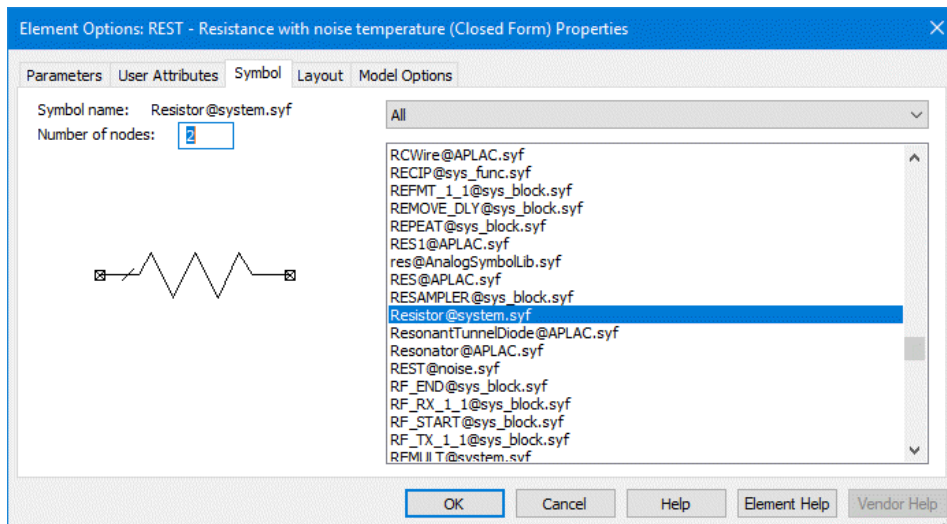 Element Options: REST - Resistance with noise temperature (Closed Form) Properties
Parameters User Attributes Symbol Layout Model Options
Symbol name: Resistor@system.syf
Number of nodes: 2
All
RCWire@APLAC.syf
RECIP@sys_func.syf
REFMT_1_1@sys_block.syf
REMOVE_DLY@sys_block.syf
REPEAT@sys_block.syf
RES1@APLAC.syf
res@AnalogSymbolLib.syf
RES@APLAC.syf
RESAMPLER@sys_block.syf
Resistor@system.syf
ResonantTunnelDiode@APLAC.syf
Resonator@APLAC.syf
REST@noise.syf
RF_END@sys_block.syf
RF_RX_1_1@sys_block.syf
RF_START@sys_block.syf
RF_TX_1_1@sys_block.syf
RFMULT@system.syf
OK Cancel Help Element Help Vendor Help